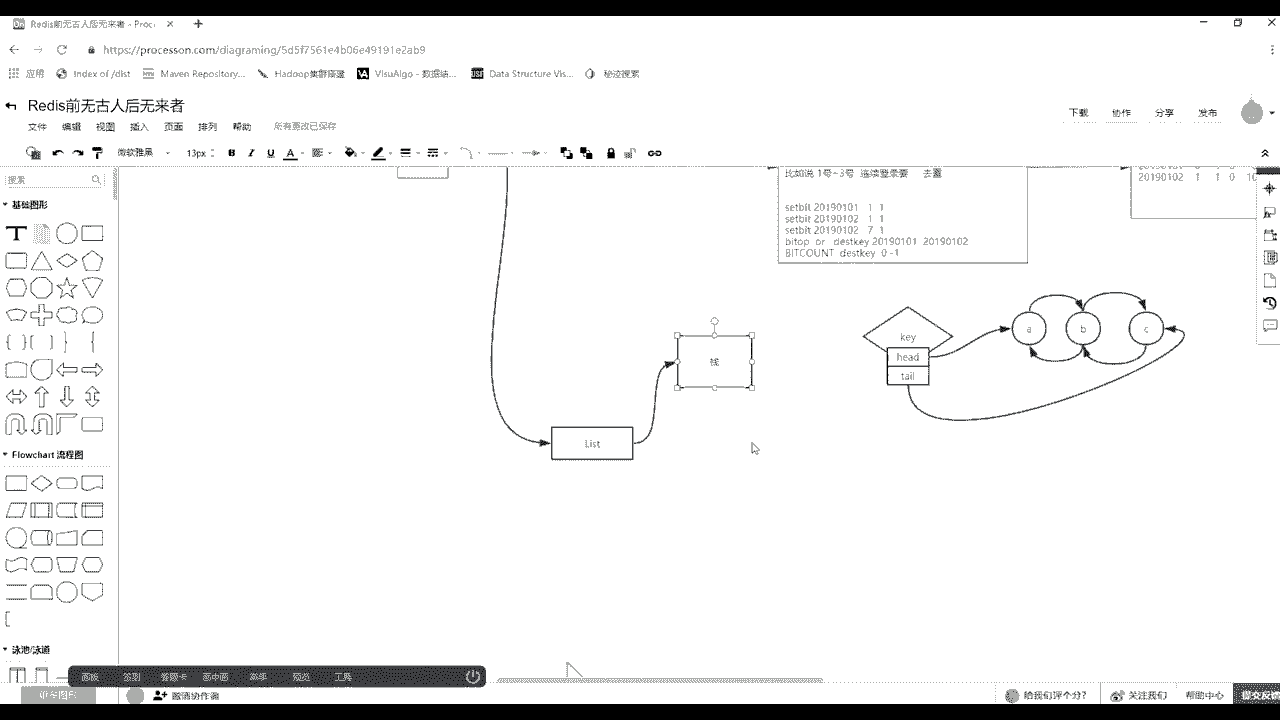 Redis前无古人后无来者 - Proc
https://processon.com/diagraming/5d5f7561e4b06e49191e2ab9
应用
Index of /dist
Maven Repository...
Hadoop集群搭建
VisuAlgo - 数据结...
Data Structure Vis...
秘迹搜索
Redis前无古人后无来者
文件 编辑 视图 插入 页面 排列 帮助 所有更改已保存
下载 协作 分享 发布
微软雅黑 13px B I U A
搜索
基础图形
T
Flowchart 流程图
泳池/泳道
比如说 1号~3号 连续登录要 去重
setbit 20190101 1 1
setbit 20190102 1 1
setbit 20190102 7 1
bitop or destkey 20190101 20190102
BITCOUNT destkey 0 -1
20190102 1 1 0 10
栈
List
key
head
tail
a
b
c
面板 签到 答题卡 画中画 举手 预览 工具
更多图形
邀请协作者
给我们评个分?
关注我们
帮助中心
提交反馈